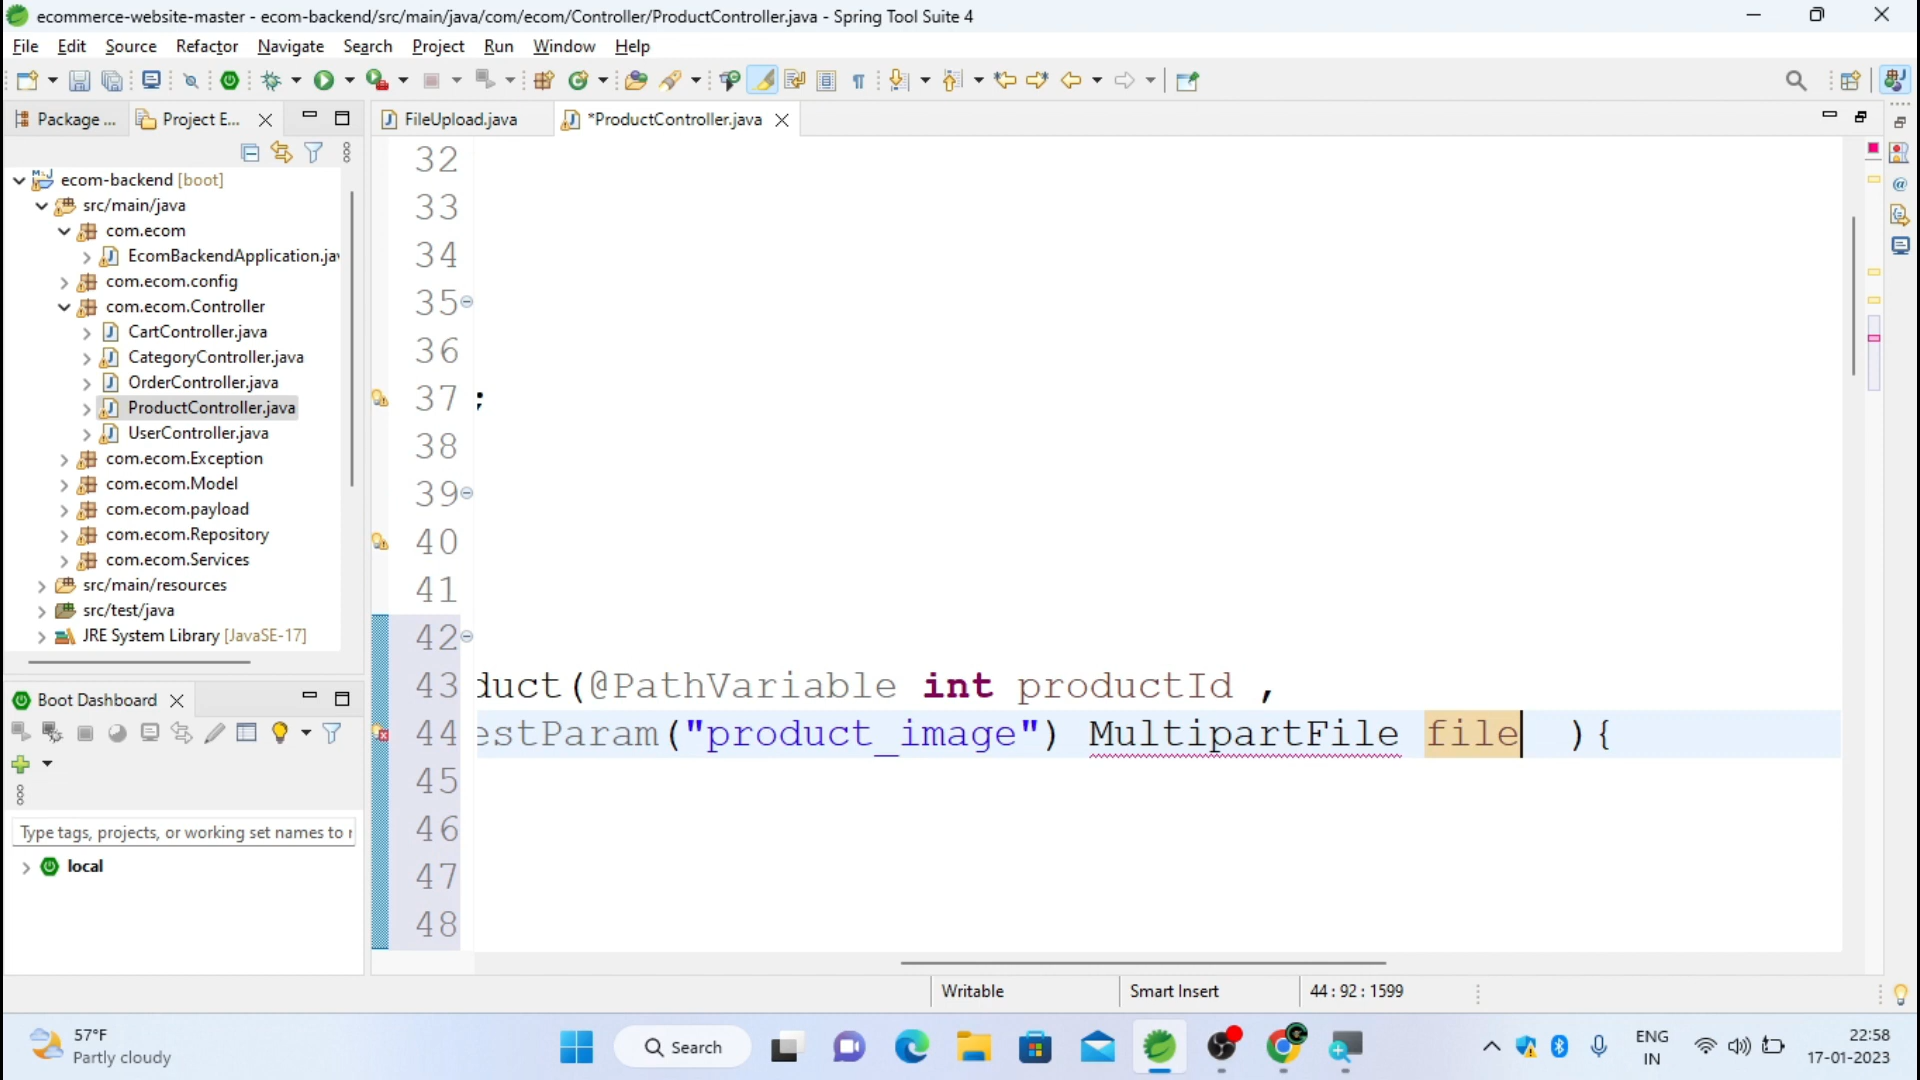 ecommerce-website-master - ecom-backend/src/main/java/com/ecom/Controller/ProductController.java - Spring Tool Suite 4
File Edit Source Refactor Navigate Search Project Run Window Help
Package ... Project E...
FileUpload.java *ProductController.java
ecom-backend [boot]
src/main/java
com.ecom
EcomBackendApplication.jav
com.ecom.config
com.ecom.Controller
CartController.java
CategoryController.java
OrderController.java
ProductController.java
UserController.java
com.ecom.Exception
com.ecom.Model
com.ecom.payload
com.ecom.Repository
com.ecom.Services
src/main/resources
src/test/java
JRE System Library [JavaSE-17]
Boot Dashboard
Type tags, projects, or working set names to
local
32
33
34
35
36
37 ;
38
39
40
41
42
43 duct(@PathVariable int productId ,
44 estParam("product_image") MultipartFile file ){
45
46
47
48
Writable Smart Insert 44 : 92 : 1599
57°F
Partly cloudy
Search
ENG
IN
22:58
17-01-2023